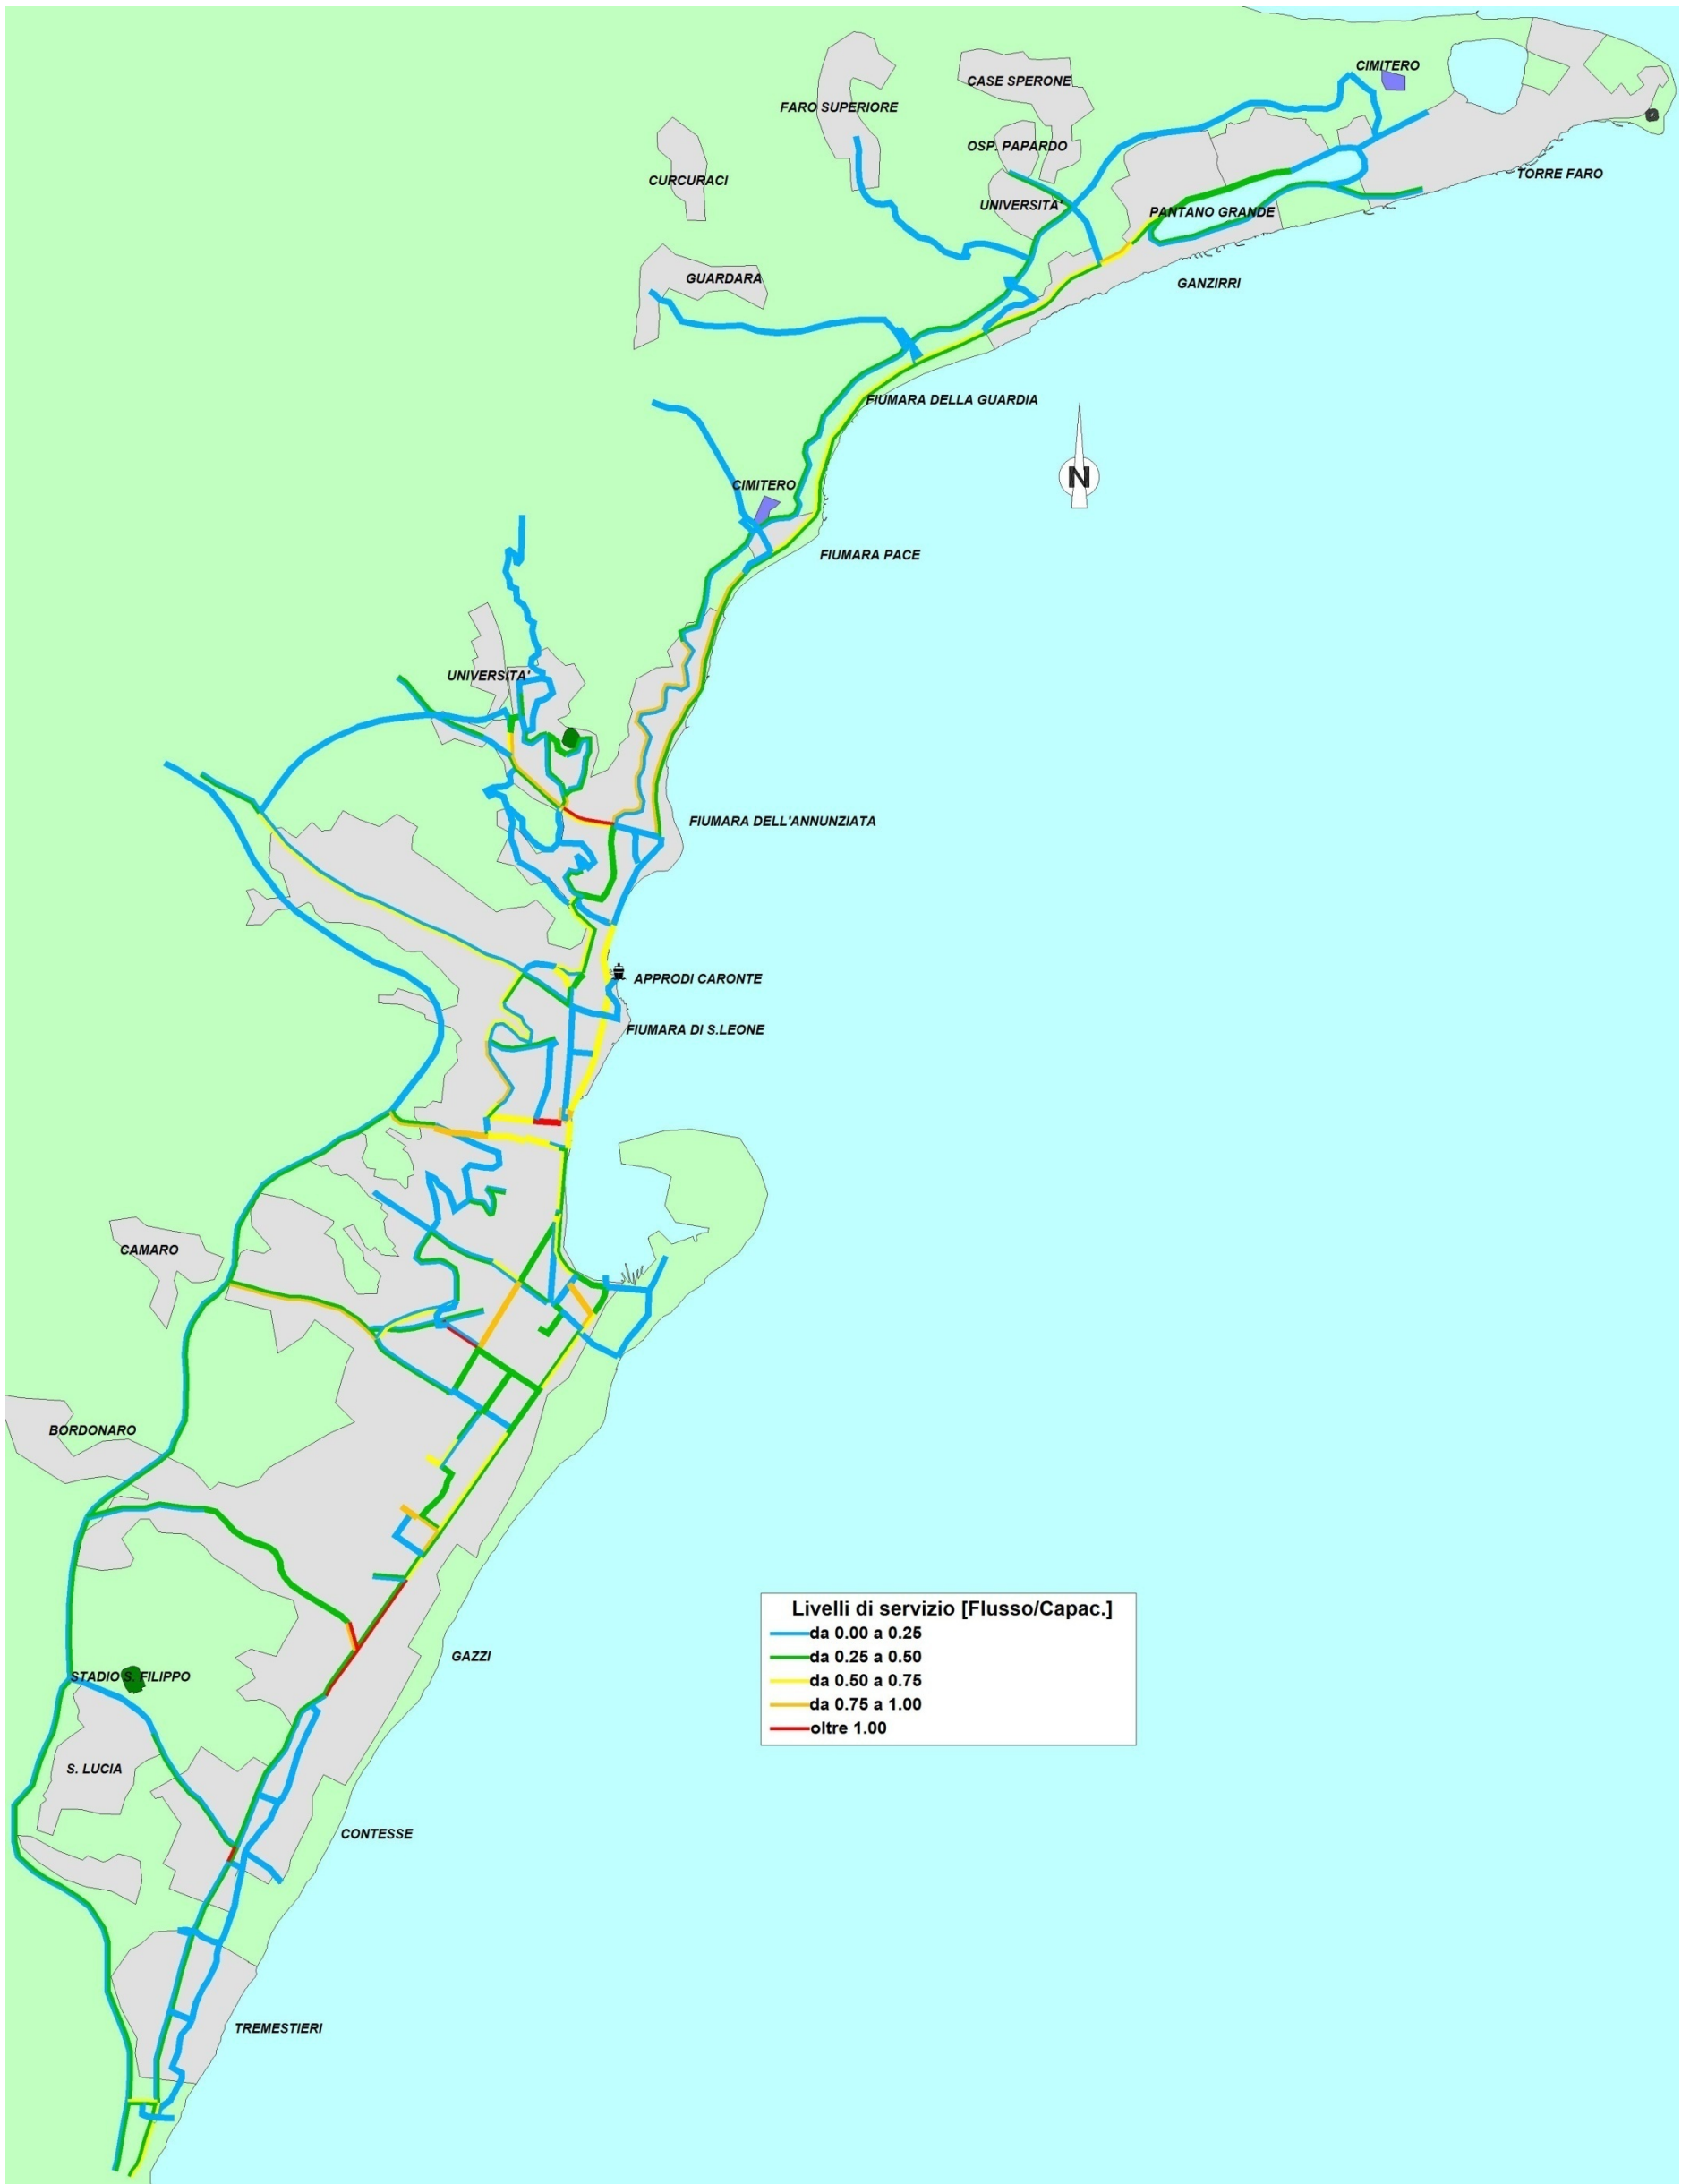 CIMITERO
CASE SPERONE
FARO SUPERIORE
OSP. PAPARDO
TORRE FARO
CURCURACI
UNIVERSITA'
PANTANO GRANDE
GUARDARA
GANZIRRI
FIUMARA DELLA GUARDIA
N
CIMITERO
FIUMARA PACE
UNIVERSITA'
FIUMARA DELL'ANNUNZIATA
APPRODI CARONTE
FIUMARA DI S.LEONE
CAMARO
BORDONARO
Livelli di servizio [Flusso/Capac.]
da 0.00 a 0.25
da 0.25 a 0.50
da 0.50 a 0.75
da 0.75 a 1.00
oltre 1.00
GAZZI
STADIO S. FILIPPO
S. LUCIA
CONTESSE
TREMESTIERI